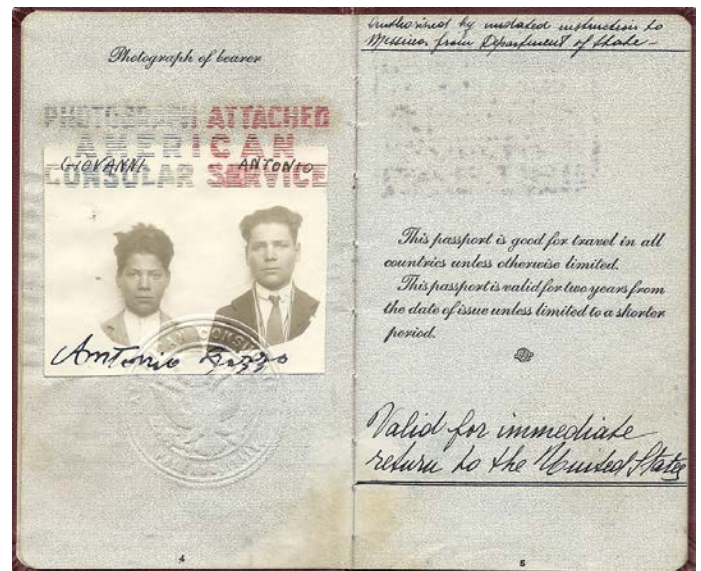 Photograph of bearer
PHOTOGRAPH ATTACHED
AMERICAN
GIOVANNI ANTONIO
CONSULAR SERVICE
Antonio
4
Authorized by undated instruction to
Messina from Department of State —
This passport is good for travel in all
countries unless otherwise limited.
This passport is valid for two years from
the date of issue unless limited to a shorter
period.
Valid for immediate
return to the United States
5